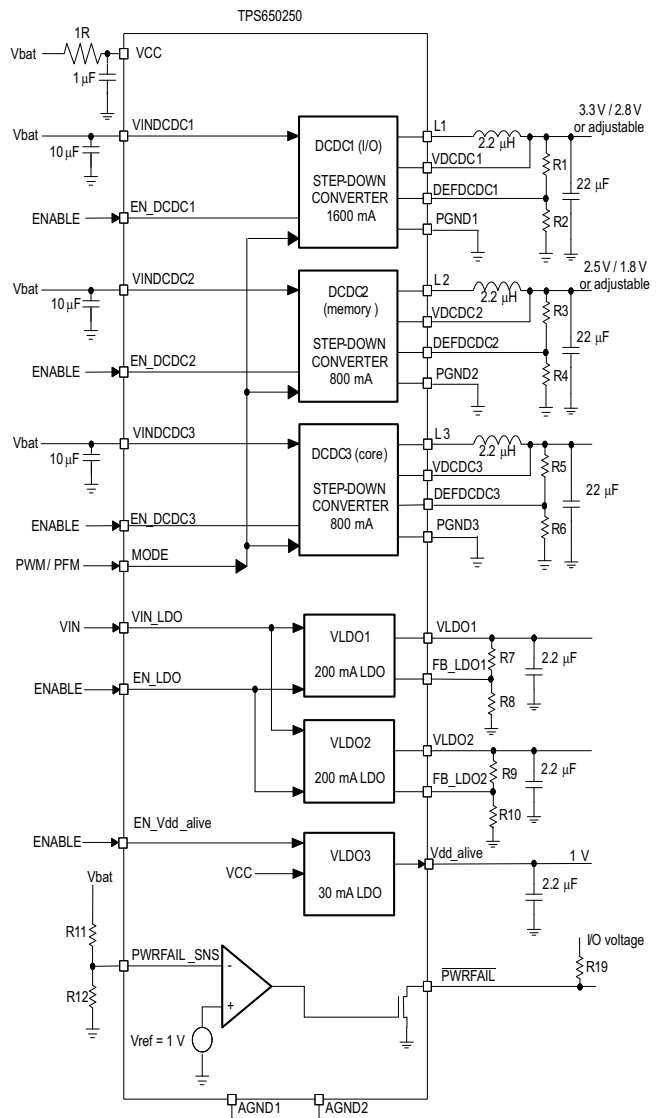 TPS650250
1R
Vbat
VCC
1 µF
Vbat
VINDCDC1
10 µF
ENABLE
EN_DCDC1
DCDC1 (I/O)
STEP-DOWN
CONVERTER
1600 mA
L1
2.2 µH
3.3 V / 2.8 V
or adjustable
VDCDC1
R1
DEFDCDC1
22
µF
R2
PGND1
Vbat
VINDCDC2
10 µF
ENABLE
EN_DCDC2
DCDC2
(memory )
STEP-DOWN
CONVERTER
800 mA
L2
2.2 µH
2.5 V / 1.8 V
or adjustable
VDCDC2
R3
DEFDCDC2
22
µF
R4
PGND2
Vbat
VINDCDC3
10 µF
ENABLE
EN_DCDC3
DCDC3 (core)
STEP-DOWN
CONVERTER
800 mA
L3
2.2 µH
VDCDC3
R5
DEFDCDC3
22 µF
R6
PGND3
PWM / PFM
MODE
VIN
VIN_LDO
VLDO1
200 mA LDO
VLDO1
R7
2.2 µF
FB_LDO1
R8
ENABLE
EN_LDO
VLDO2
200 mA LDO
VLDO2
R9
2.2 µF
FB_LDO2
R10
ENABLE
EN_Vdd_alive
VCC
VLDO3
30 mA LDO
Vdd_alive
1 V
2.2 µF
Vbat
R11
PWRFAIL_SNS
R12
-
+
Vref = 1 V
PWRFAIL
I/O voltage
R19
AGND1
AGND2